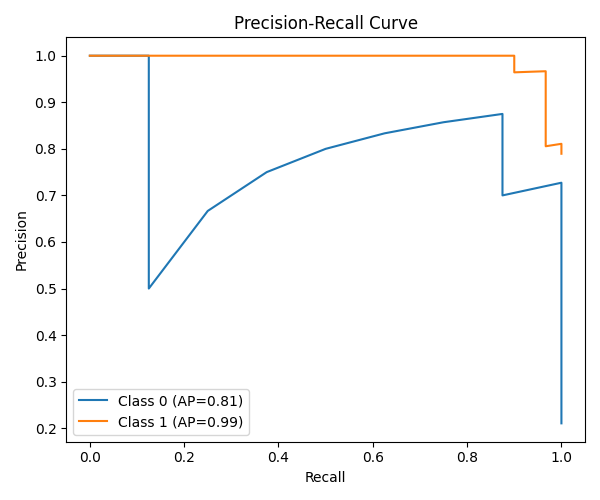 Precision-Recall Curve
1.0
0.9
0.8
0.7
0.6
0.5
0.4
0.3
0.2
Precision
Class 0 (AP=0.81)
Class 1 (AP=0.99)
0.0 0.2 0.4 0.6 0.8 1.0
Recall